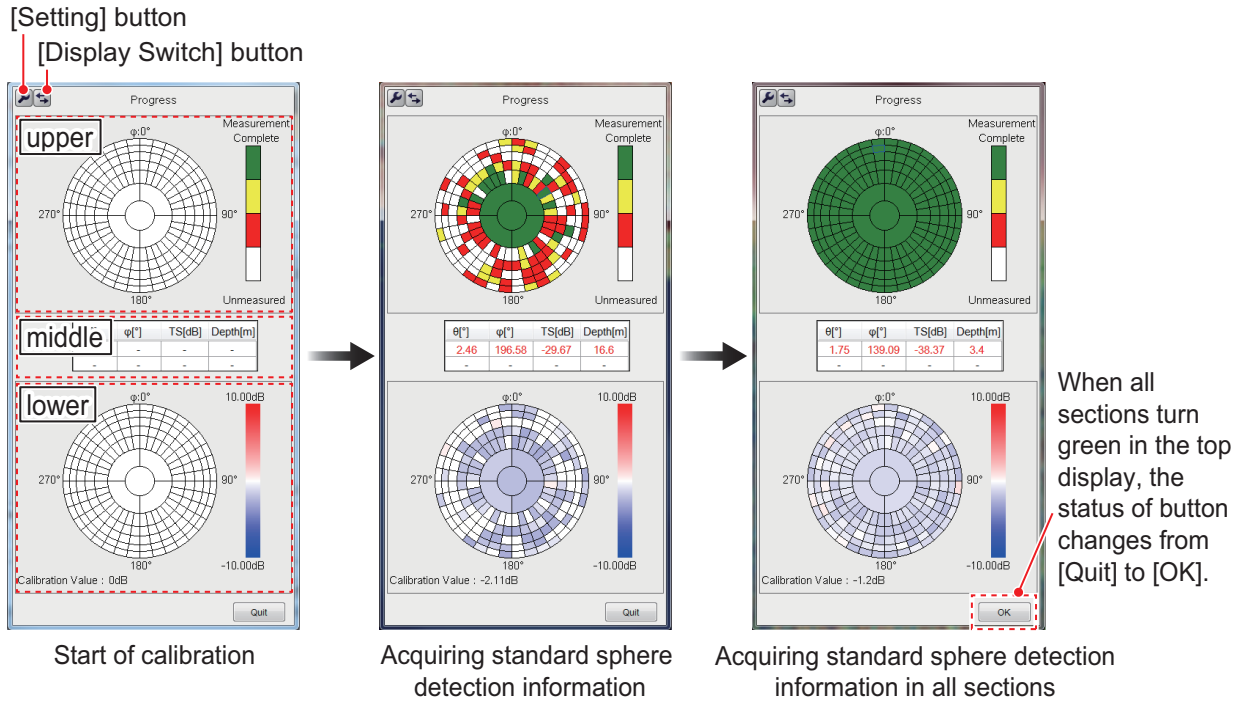 [Setting] button
[Display Switch] button
Progress
upper
φ:0°
Measurement
Complete
270°
90°
180°
Unmeasured
middle
φ[°] TS[dB] Depth[m]
- - -
- - - -
lower
φ:0°
10.00dB
270°
90°
180°
-10.00dB
Calibration Value : 0dB
Quit
Start of calibration
Progress
φ:0°
Measurement
Complete
270°
90°
180°
Unmeasured
θ[°] φ[°] TS[dB] Depth[m]
2.46 196.58 -29.67 16.6
- - - -
φ:0°
10.00dB
270°
90°
180°
-10.00dB
Calibration Value : -2.11dB
Quit
Acquiring standard sphere
detection information
Progress
φ:0°
Measurement
Complete
270°
90°
180°
Unmeasured
θ[°] φ[°] TS[dB] Depth[m]
1.75 139.09 -38.37 3.4
- - - -
φ:0°
10.00dB
270°
90°
180°
-10.00dB
Calibration Value : -1.2dB
OK
Acquiring standard sphere detection
information in all sections
When all
sections turn
green in the top
display, the
status of button
changes from
[Quit] to [OK].